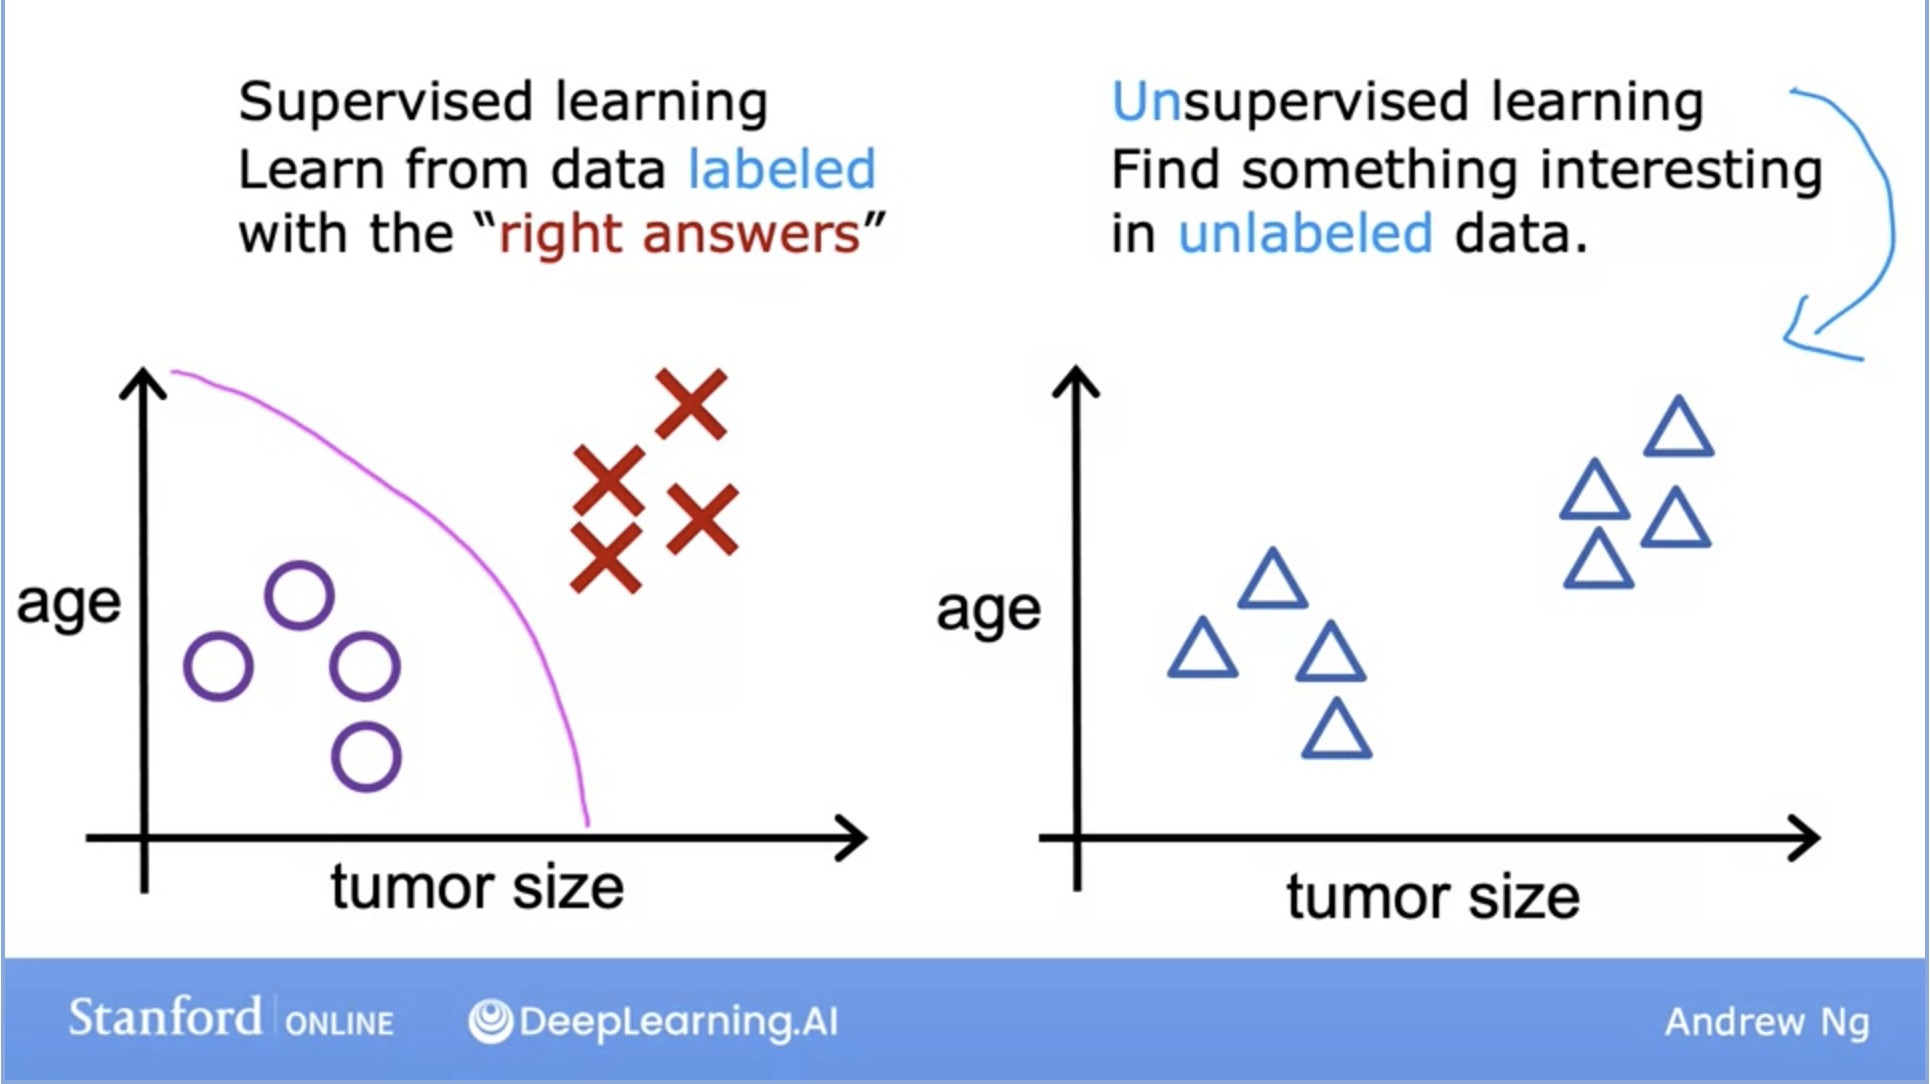 Supervised learning
Learn from data labeled
with the “right answers”
age
tumor size
Unsupervised learning
Find something interesting
in unlabeled data.
age
tumor size
Stanford | ONLINE
DeepLearning.AI
Andrew Ng